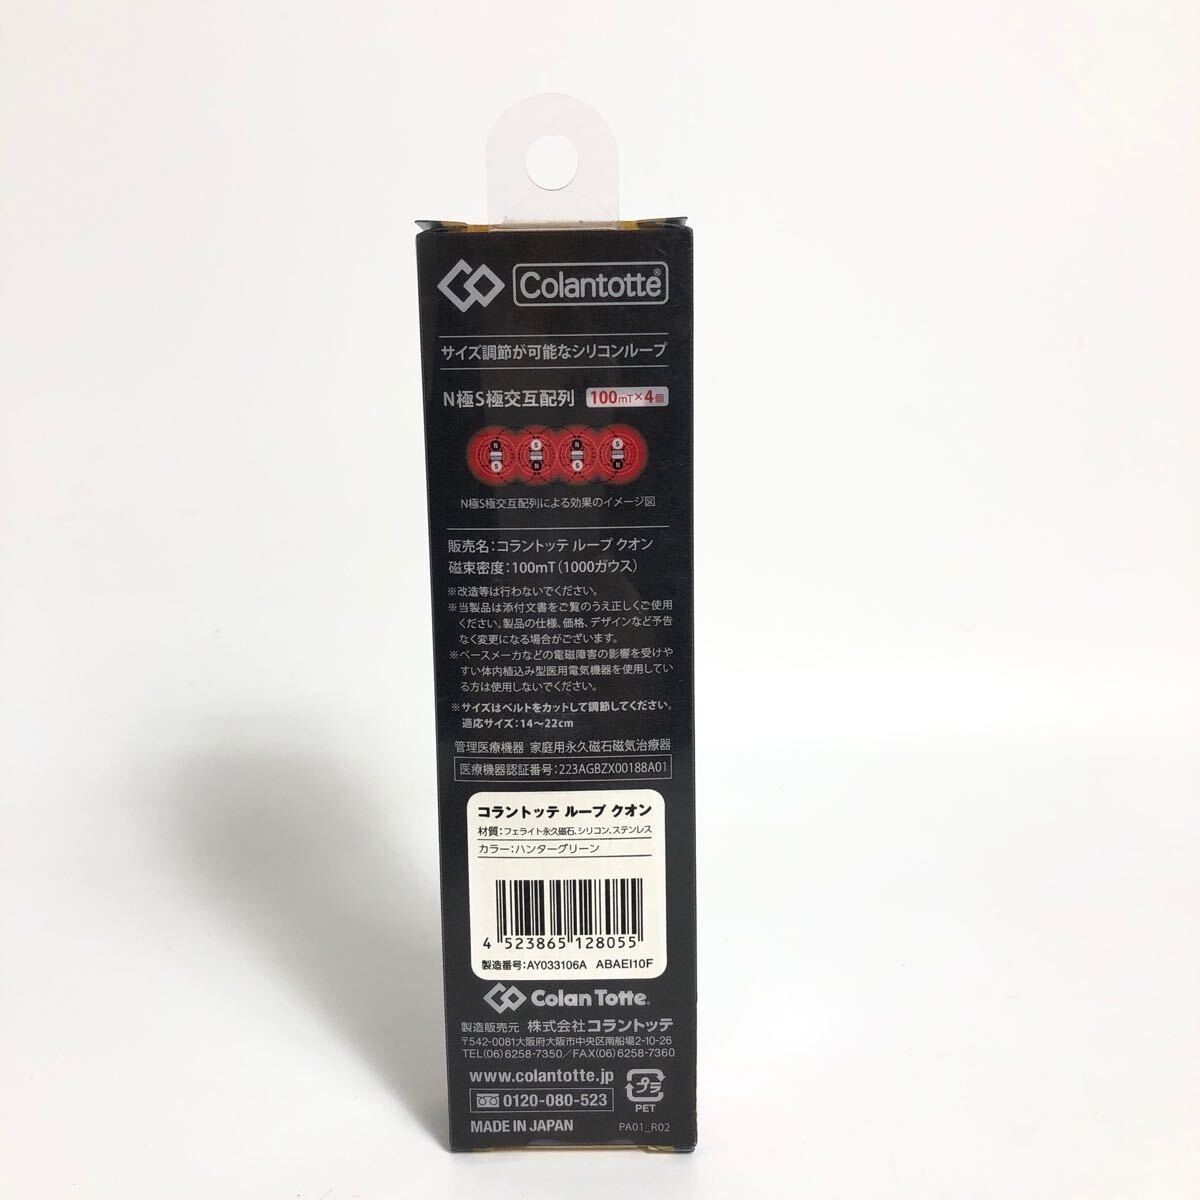 Colantotte®
サイズ調節が可能なシリコンループ
N極S極交互配列 100mT×4個
N S N S
S N S N
N極S極交互配列による効果のイメージ図
販売名:コラントッテ ループ クオン
磁束密度:100mT(1000ガウス)
※改造等は行わないでください。
※当製品は添付文書をご覧のうえ正しくご使用
ください。製品の仕様、価格、デザインなど予告
なく変更になる場合がございます。
※ペースメーカなどの電磁障害の影響を受けや
すい体内植込み型医用電気機器を使用してい
る方は使用しないでください。
※サイズはベルトをカットして調節してください。
適応サイズ:14〜22cm
管理医療機器 家庭用永久磁石磁気治療器
医療機器認証番号:223AGBZX00188A01
コラントッテ ループ クオン
材質:フェライト永久磁石、シリコン、ステンレス
カラー:ハンターグリーン
4 523865 128055
製造番号:AY033106A ABAEI10F
Colan Totte.
製造販売元 株式会社コラントッテ
〒542-0081大阪府大阪市中央区南船場2-10-26
TEL(06)6258-7350/FAX(06)6258-7360
www.colantotte.jp
プラ
0120-080-523
PET
MADE IN JAPAN
PA01_R02